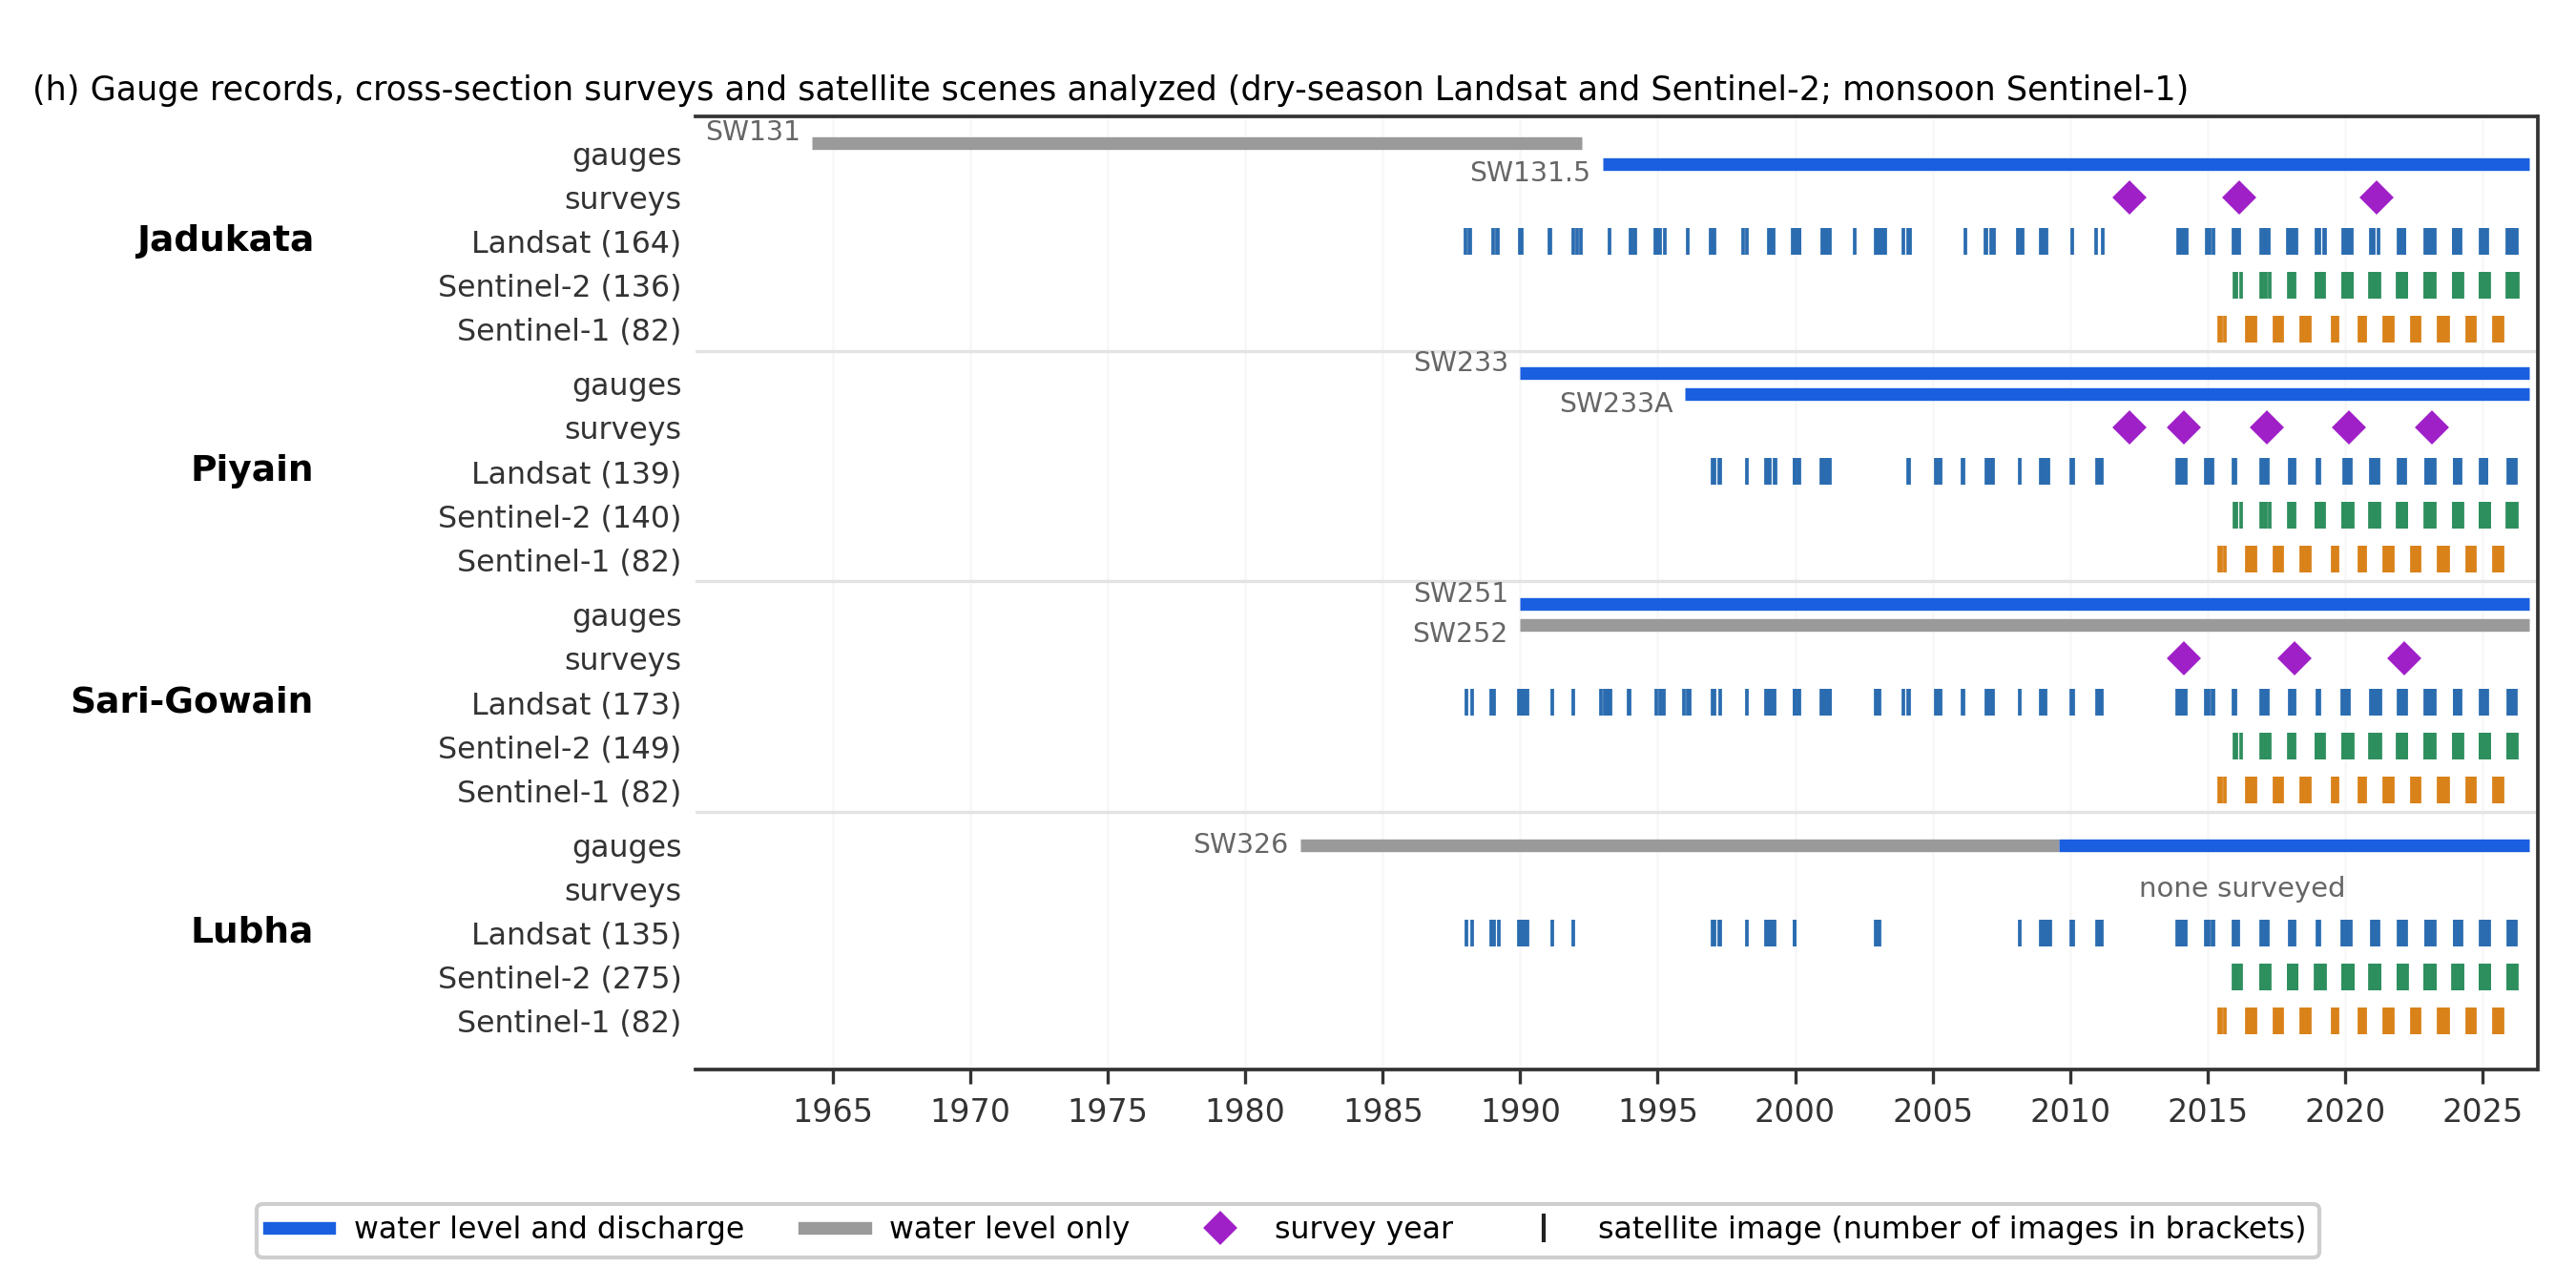 (h) Gauge records, cross-section surveys and satellite scenes analyzed (dry-season Landsat and Sentinel-2; monsoon Sentinel-1)
SW131
gauges
SW131.5
surveys
Jadukata
Landsat (164)
Sentinel-2 (136)
Sentinel-1 (82)
SW233
gauges
SW233A
surveys
Piyain
Landsat (139)
Sentinel-2 (140)
Sentinel-1 (82)
SW251
gauges
SW252
surveys
Sari-Gowain
Landsat (173)
Sentinel-2 (149)
Sentinel-1 (82)
gauges
SW326
surveys
none surveyed
Lubha
Landsat (135)
Sentinel-2 (275)
Sentinel-1 (82)
1965 1970 1975 1980 1985 1990 1995 2000 2005 2010 2015 2020 2025
water level and discharge water level only survey year satellite image (number of images in brackets)